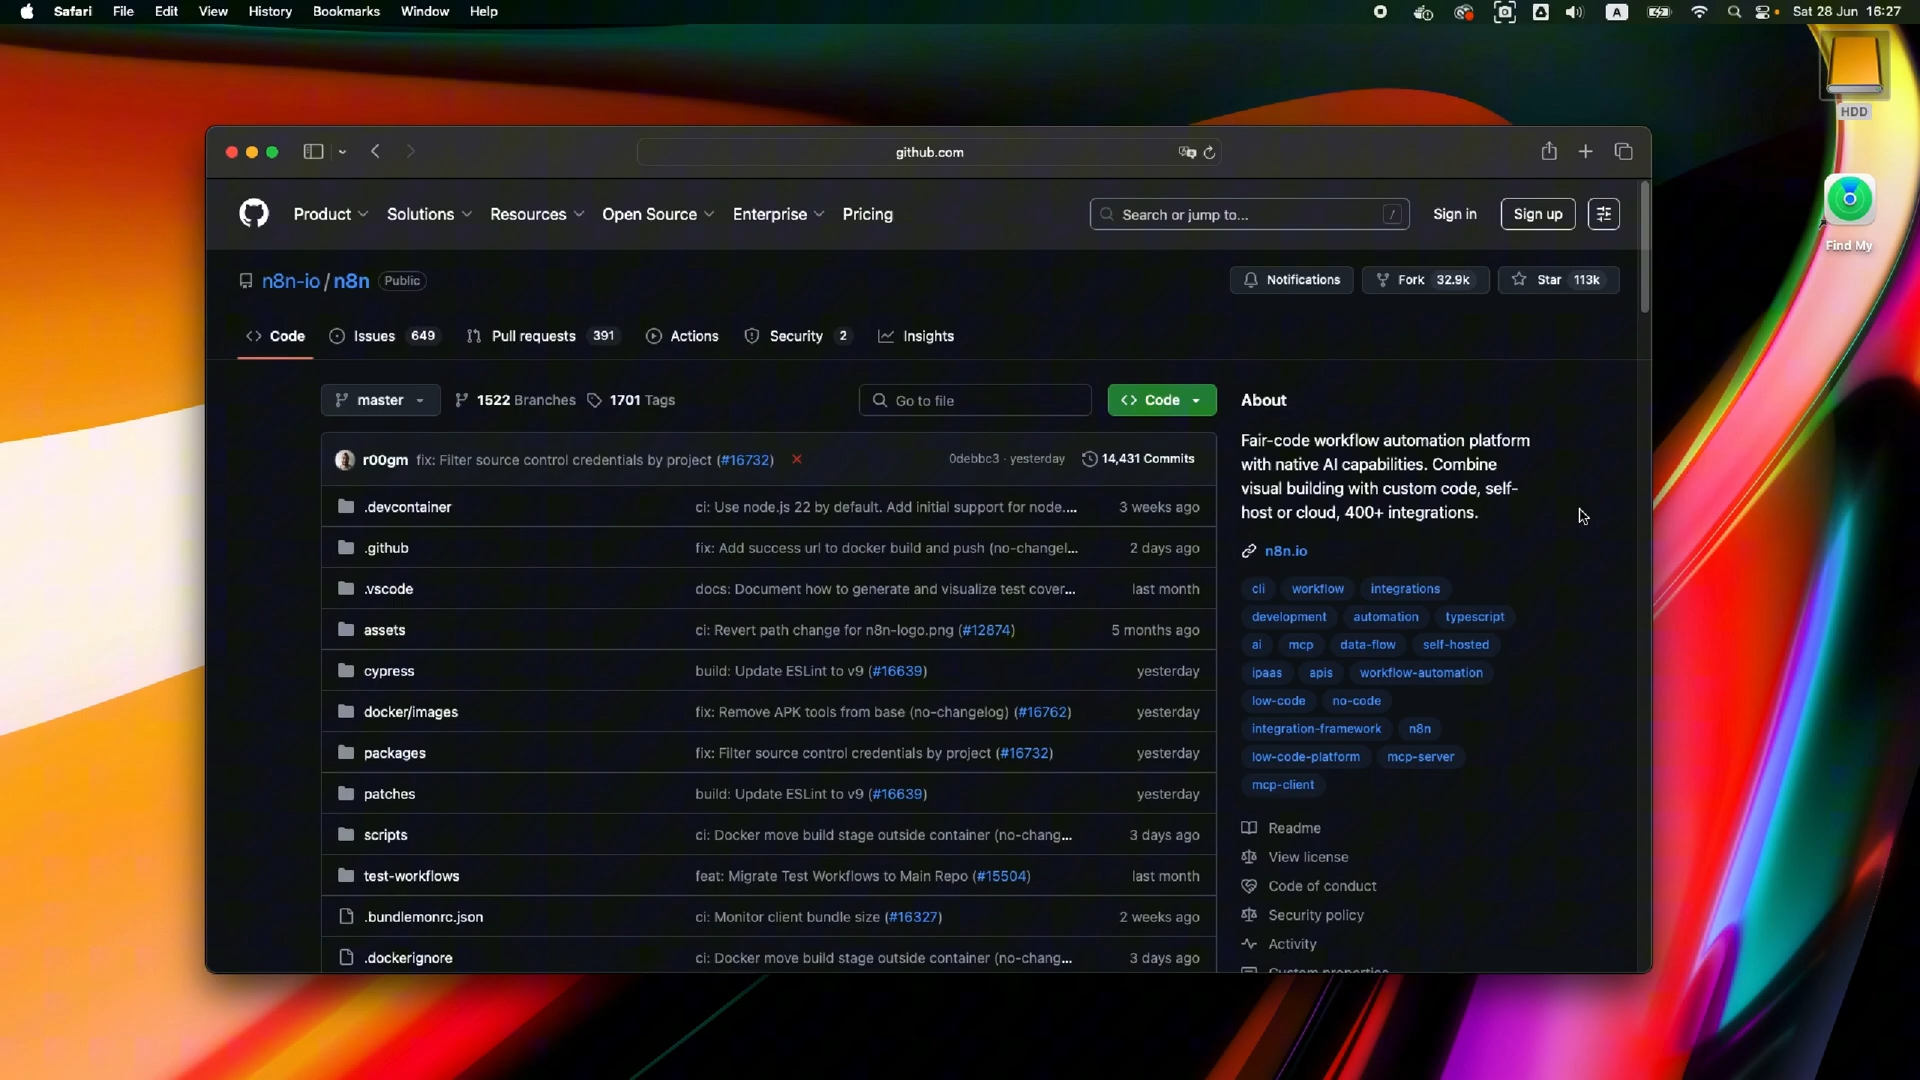 Safari File Edit View History Bookmarks Window Help
A
Sat 28 Jun 16:27
HDD
Find My
github.com
Product Solutions Resources Open Source Enterprise Pricing
Search or jump to... /
Sign in
Sign up
n8n-io / n8n Public
Notifications
Fork 32.9k
Star 113k
Code
Issues 649
Pull requests 391
Actions
Security 2
Insights
master
1522 Branches
1701 Tags
Go to file
Code
r00gm fix: Filter source control credentials by project (#16732)
0debbc3 · yesterday
14,431 Commits
.devcontainer ci: Use node.js 22 by default. Add initial support for node.... 3 weeks ago
.github fix: Add success url to docker build and push (no-changel... 2 days ago
.vscode docs: Document how to generate and visualize test cover... last month
assets ci: Revert path change for n8n-logo.png (#12874) 5 months ago
cypress build: Update ESLint to v9 (#16639) yesterday
docker/images fix: Remove APK tools from base (no-changelog) (#16762) yesterday
packages fix: Filter source control credentials by project (#16732) yesterday
patches build: Update ESLint to v9 (#16639) yesterday
scripts ci: Docker move build stage outside container (no-chang... 3 days ago
test-workflows feat: Migrate Test Workflows to Main Repo (#15504) last month
.bundlemonrc.json ci: Monitor client bundle size (#16327) 2 weeks ago
.dockerignore ci: Docker move build stage outside container (no-chang... 3 days ago
About
Fair-code workflow automation platform
with native AI capabilities. Combine
visual building with custom code, self-
host or cloud, 400+ integrations.
n8n.io
cli workflow integrations
development automation typescript
ai mcp data-flow self-hosted
ipaas apis workflow-automation
low-code no-code
integration-framework n8n
low-code-platform mcp-server
mcp-client
Readme
View license
Code of conduct
Security policy
Activity
Custom properties